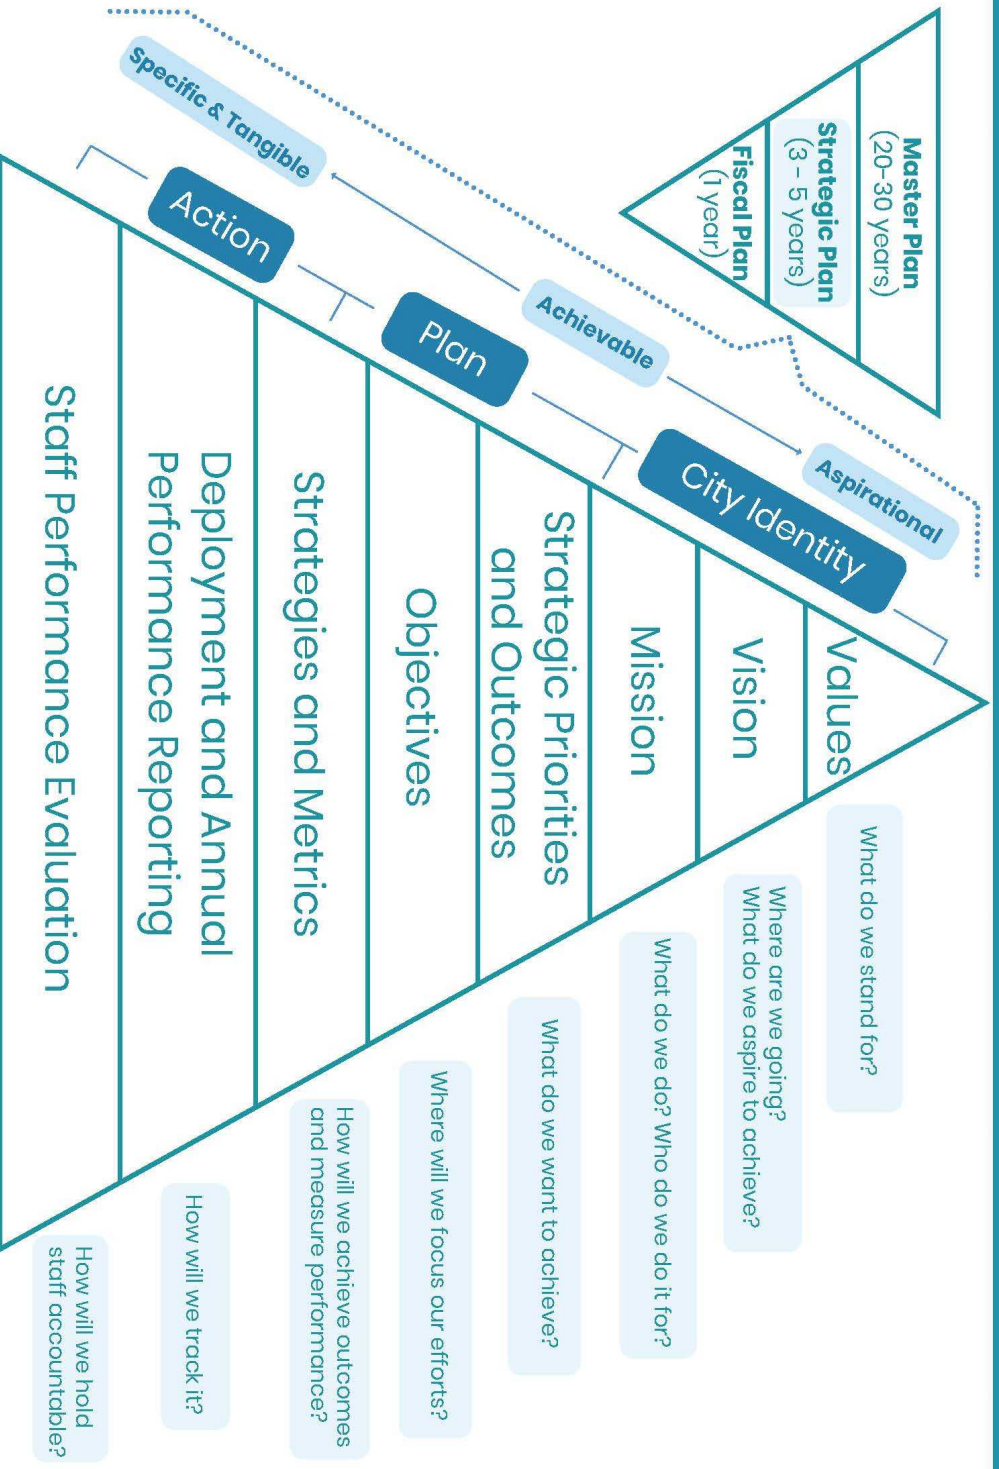 Master Plan
(20-30 years)
Strategic Plan
(3 - 5 years)
Fiscal Plan
(1 year)
Aspirational
Achievable
Specific & Tangible
City Identity
Plan
Action
Values
What do we stand for?
Vision
Where are we going?
What do we aspire to achieve?
Mission
What do we do? Who do we do it for?
Strategic Priorities
and Outcomes
What do we want to achieve?
Objectives
Where will we focus our efforts?
Strategies and Metrics
How will we achieve outcomes
and measure performance?
Deployment and Annual
Performance Reporting
How will we track it?
Staff Performance Evaluation
How will we hold
staff accountable?